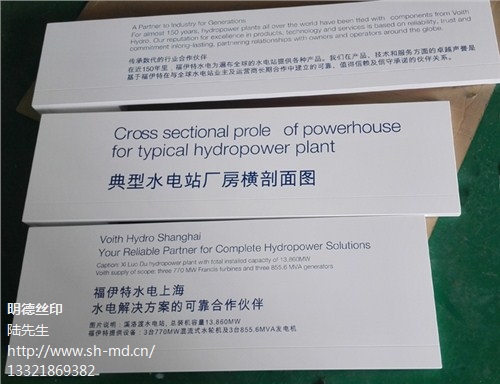 A Partner to Industry for Generations
For almost 150 years, hydropower plants all over the world have been fitted with components from Voith
Hydro. Our reputation for excellence in products, technology and services is based on reliability, trust and
commitment mlong-lasting, partnering relationships with owners and operators around the globe.
传承数代的行业合作伙伴
在近150年里，福伊特水电为遍布全球的水电站提供各种产品。我们在产品、技术和服务方面的卓越声誉是
基于福伊特在与全球水电站业主及运营商长期合作中建立的可靠、值得信赖及信守承诺的伙伴关系。
Cross sectional prole of powerhouse
for typical hydropower plant
典型水电站厂房横剖面图
Voith Hydro Shanghai
Your Reliable Partner for Complete Hydropower Solutions
Caption: Xi Luo Du hydropower plant with total installed capacity of 13,860MW
Voith supply of scope: three 770 MW Francis turbines and three 855.6 MVA generators
福伊特水电上海
水电解决方案的可靠合作伙伴
图片说明：溪洛渡水电站, 总装机容量13,860MW
福伊特提供设备：3台770MW混流式水轮机及3台855.6MVA发电机
明德丝印
陆先生
http://www.sh-md.cn/
13321869382